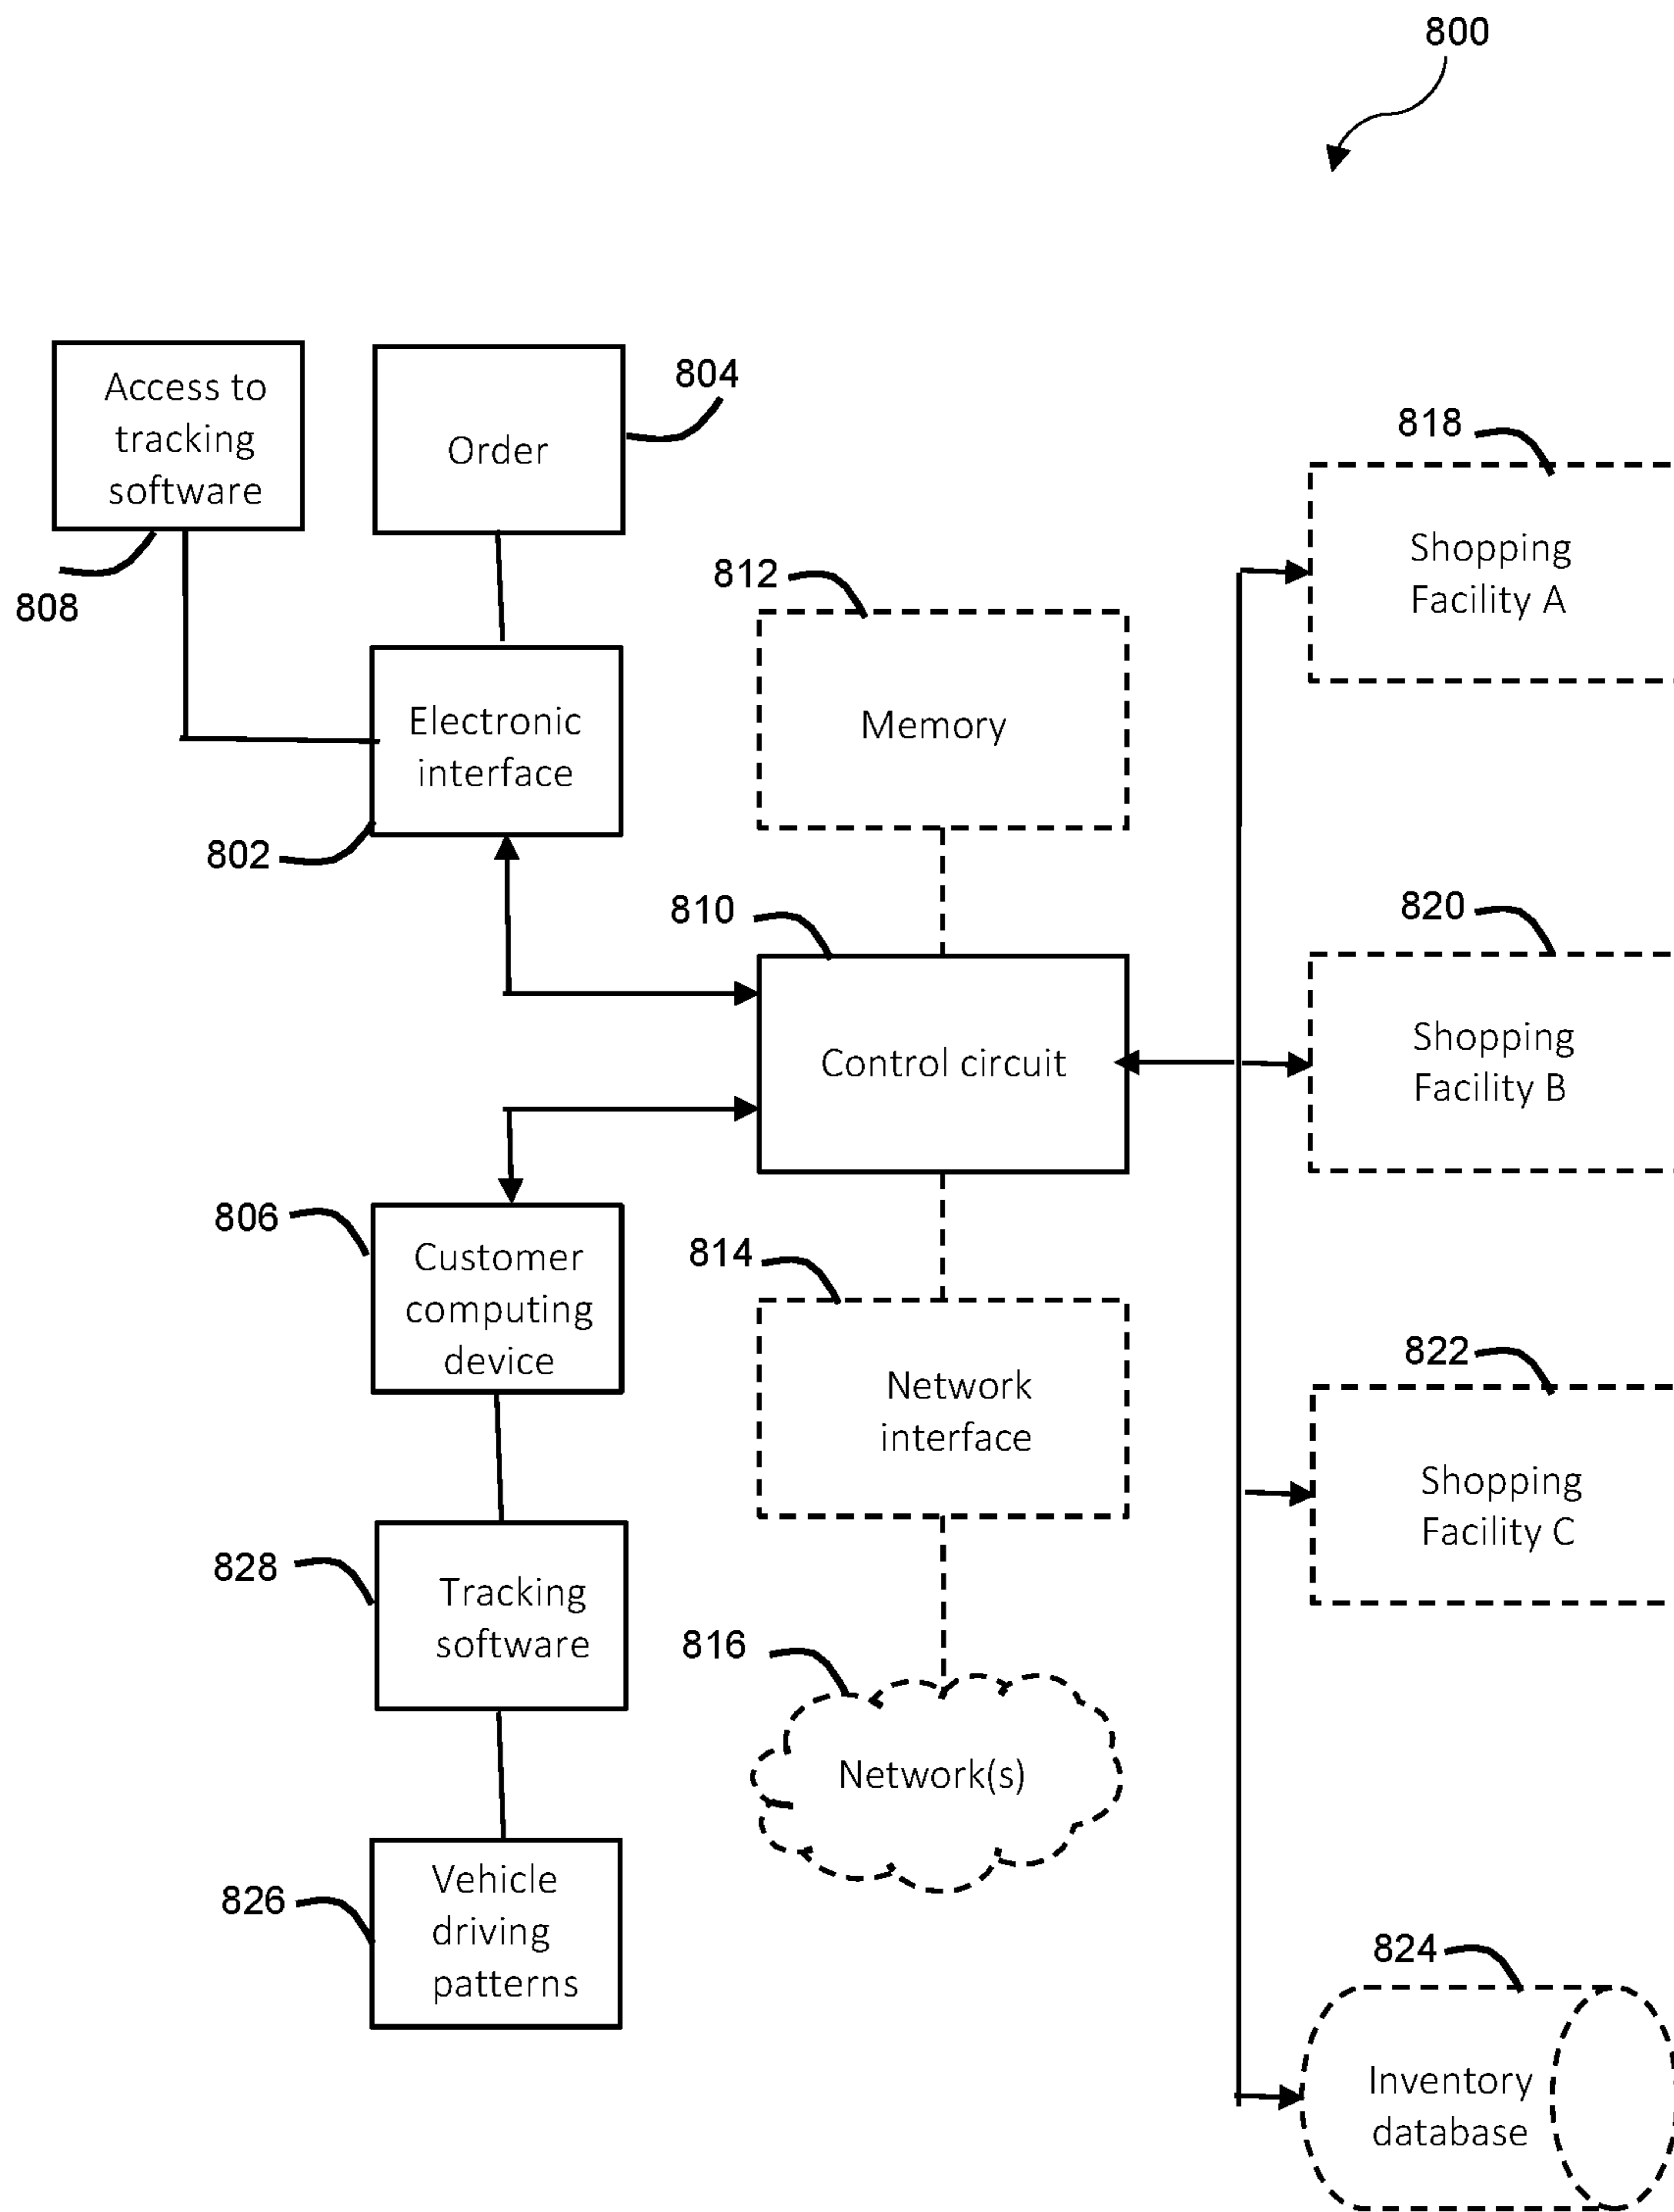 800
Access to
tracking
software
808
Order
804
Electronic
interface
802
812
Memory
810
Control circuit
806
Customer
computing
device
814
Network
interface
828
Tracking
software
816
Network(s)
826
Vehicle
driving
patterns
818
Shopping
Facility A
820
Shopping
Facility B
822
Shopping
Facility C
824
Inventory
database